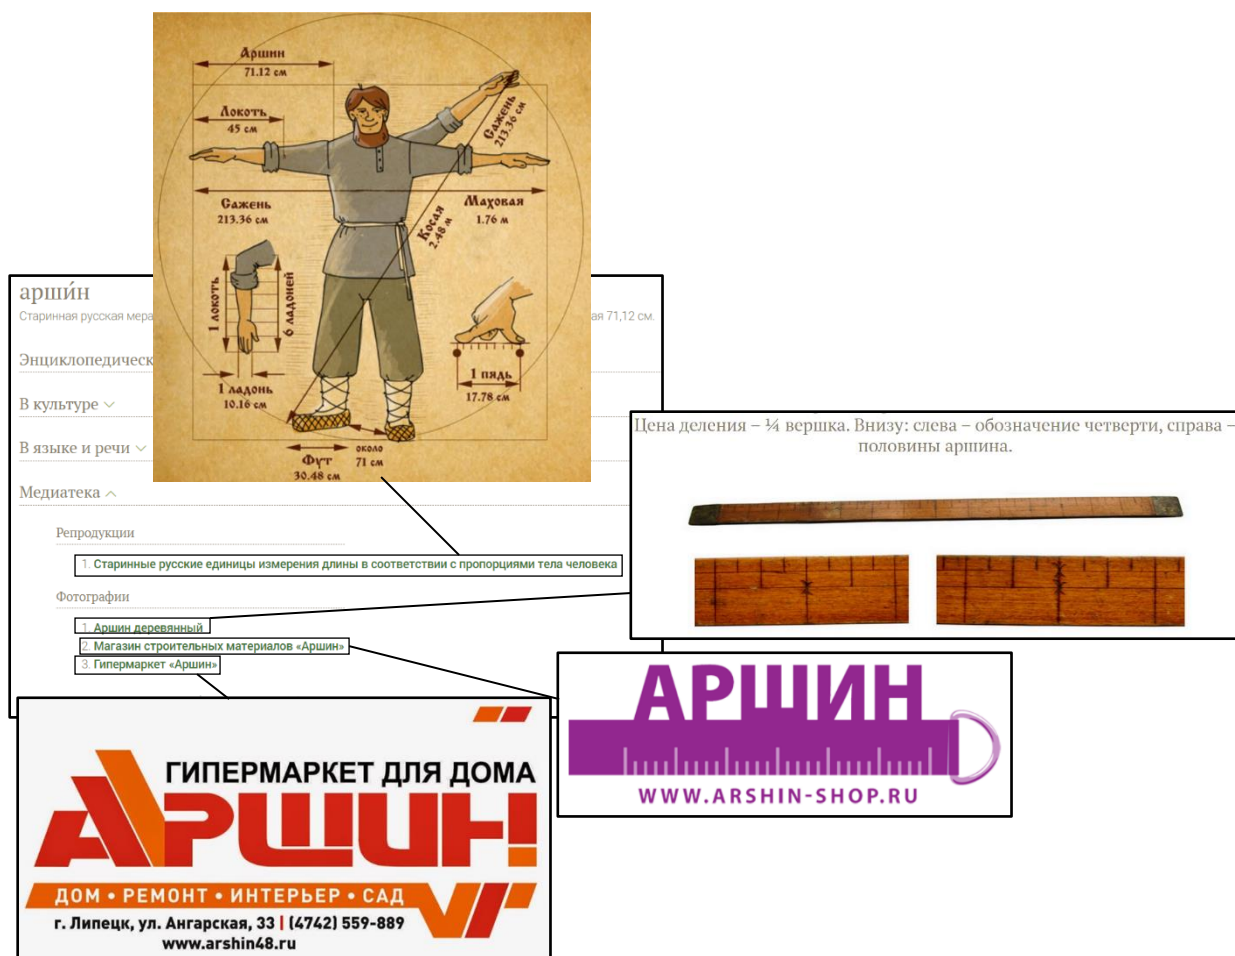 Аршин
71.12 см
Локоть
45 см
Сажень
213.36 см
Сажень
213.36 см
Маховая
1.76 м
Косая
2.48 м
1 локоть
6 ладоней
1 ладонь
10.16 см
1 пядь
17.78 см
Фут
30.48 см
около
71 см
арши́н
Старинная русская мера
ая 71,12 см.
Энциклопедическ
В культуре
В языке и речи
Медиатека
Репродукции
1. Старинные русские единицы измерения длины в соответствии с пропорциями тела человека
Фотографии
1. Аршин деревянный
2. Магазин строительных материалов «Аршин»
3. Гипермаркет «Аршин»
Цена деления – ¼ вершка. Внизу: слева – обозначение четверти, справа –
половины аршина.
АРШИН
WWW.ARSHIN-SHOP.RU
ГИПЕРМАРКЕТ ДЛЯ ДОМА
АРШИН!
ДОМ • РЕМОНТ • ИНТЕРЬЕР • САД
г. Липецк, ул. Ангарская, 33 | (4742) 559-889
www.arshin48.ru